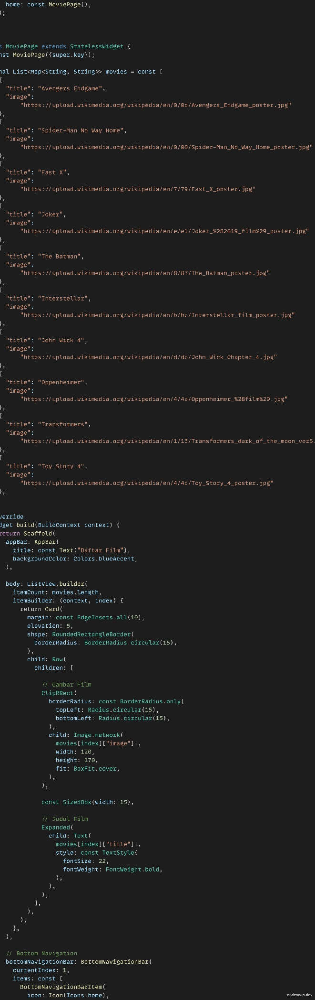 home: const MoviePage(),
);
s MoviePage extends StatelessWidget {
nst MoviePage({super.key});
nal List<Map<String, String>> movies = const [
{
"title": "Avengers Endgame",
"image":
"https://upload.wikimedia.org/wikipedia/en/0/0d/Avengers_Endgame_poster.jpg"
},
{
"title": "Spider-Man No Way Home",
"image":
"https://upload.wikimedia.org/wikipedia/en/0/00/Spider-Man_No_Way_Home_poster.jpg"
},
{
"title": "Fast X",
"image":
"https://upload.wikimedia.org/wikipedia/en/7/79/Fast_X_poster.jpg"
},
{
"title": "Joker",
"image":
"https://upload.wikimedia.org/wikipedia/en/e/e1/Joker_%282019_film%29_poster.jpg"
},
{
"title": "The Batman",
"image":
"https://upload.wikimedia.org/wikipedia/en/8/87/The_Batman_poster.jpg"
},
{
"title": "Interstellar",
"image":
"https://upload.wikimedia.org/wikipedia/en/b/bc/Interstellar_film_poster.jpg"
},
{
"title": "John Wick 4",
"image":
"https://upload.wikimedia.org/wikipedia/en/d/dc/John_Wick_Chapter_4.jpg"
},
{
"title": "Oppenheimer",
"image":
"https://upload.wikimedia.org/wikipedia/en/4/4a/Oppenheimer_%28film%29.jpg"
},
{
"title": "Transformers",
"image":
"https://upload.wikimedia.org/wikipedia/en/1/13/Transformers_dark_of_the_moon_ver5.
},
{
"title": "Toy Story 4",
"image":
"https://upload.wikimedia.org/wikipedia/en/4/4c/Toy_Story_4_poster.jpg"
},
verride
dget build(BuildContext context) {
return Scaffold(
appBar: AppBar(
title: const Text("Daftar Film"),
backgroundColor: Colors.blueAccent,
),
body: ListView.builder(
itemCount: movies.length,
itemBuilder: (context, index) {
return Card(
margin: const EdgeInsets.all(10),
elevation: 5,
shape: RoundedRectangleBorder(
borderRadius: BorderRadius.circular(15),
),
child: Row(
children: [
// Gambar Film
ClipRRect(
borderRadius: const BorderRadius.only(
topLeft: Radius.circular(15),
bottomLeft: Radius.circular(15),
),
child: Image.network(
movies[index]["image"]!,
width: 120,
height: 170,
fit: BoxFit.cover,
),
),
const SizedBox(width: 15),
// Judul Film
Expanded(
child: Text(
movies[index]["title"]!,
style: const TextStyle(
fontSize: 22,
fontWeight: FontWeight.bold,
),
),
),
],
),
);
},
),
// Bottom Navigation
bottomNavigationBar: BottomNavigationBar(
currentIndex: 1,
items: const [
BottomNavigationBarItem(
icon: Icon(Icons.home),
codesnap.dev